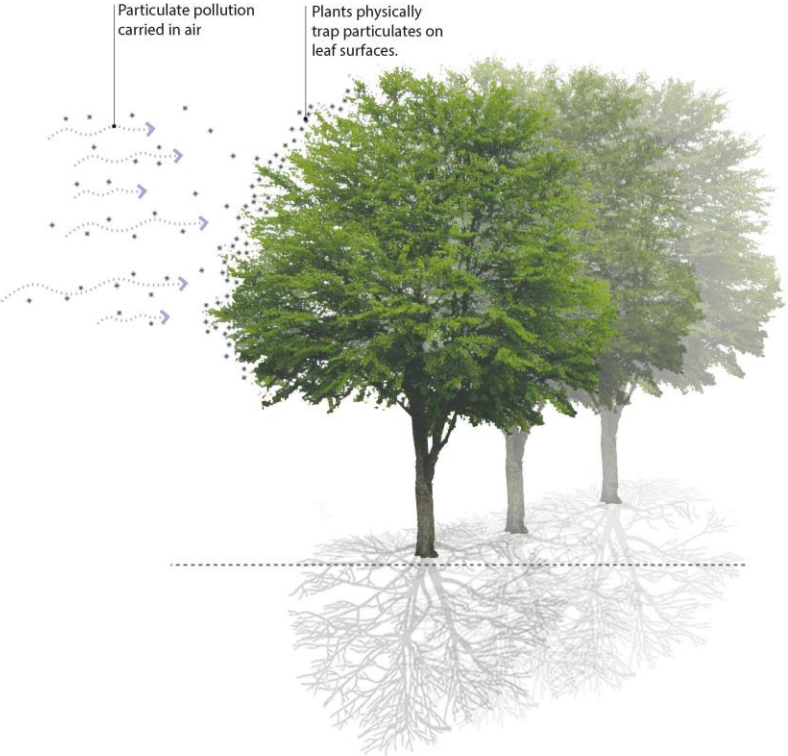 Particulate pollution
carried in air
Plants physically
trap particulates on
leaf surfaces.